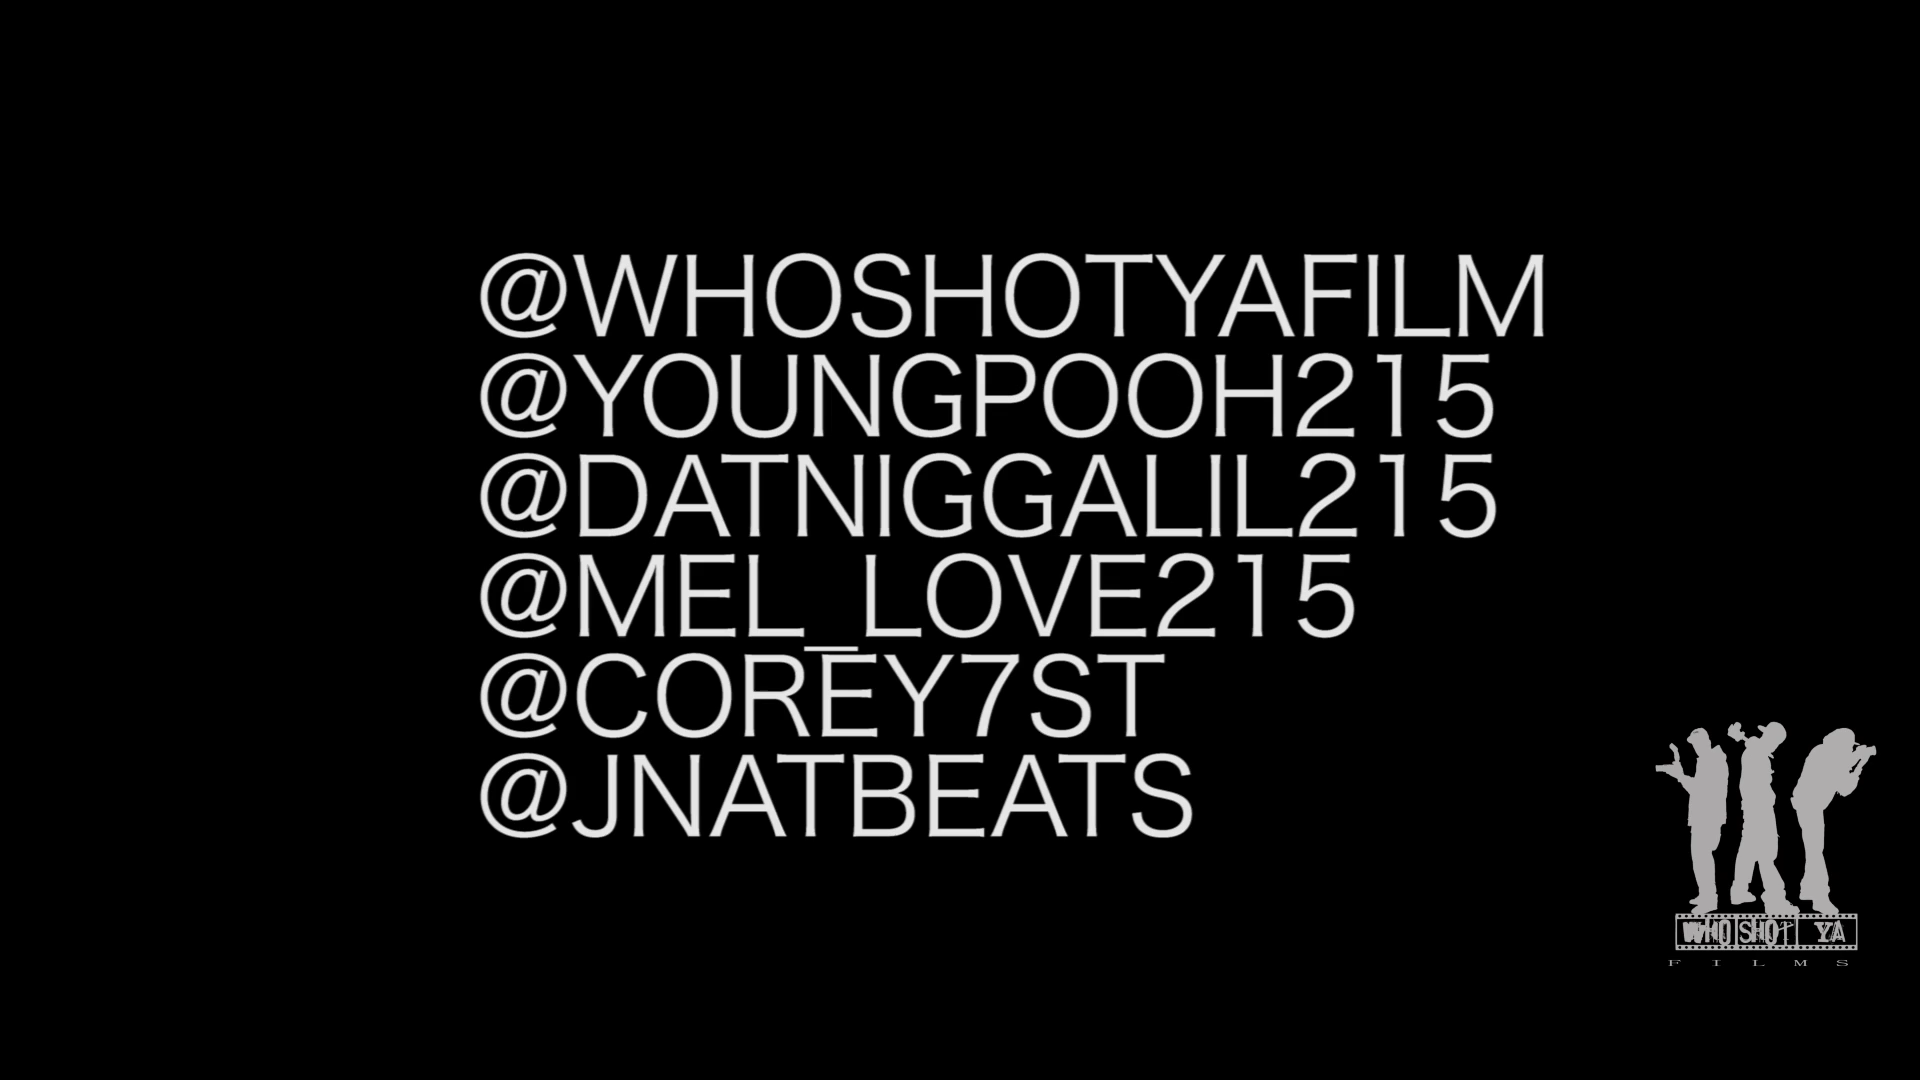 @WHOSHOTYAFILM
@YOUNGPOOH215
@DATNIGGALIL215
@MEL_LOVE215
@COREY7ST
@JNATBEATS
WHO SHOT YA
FILMS